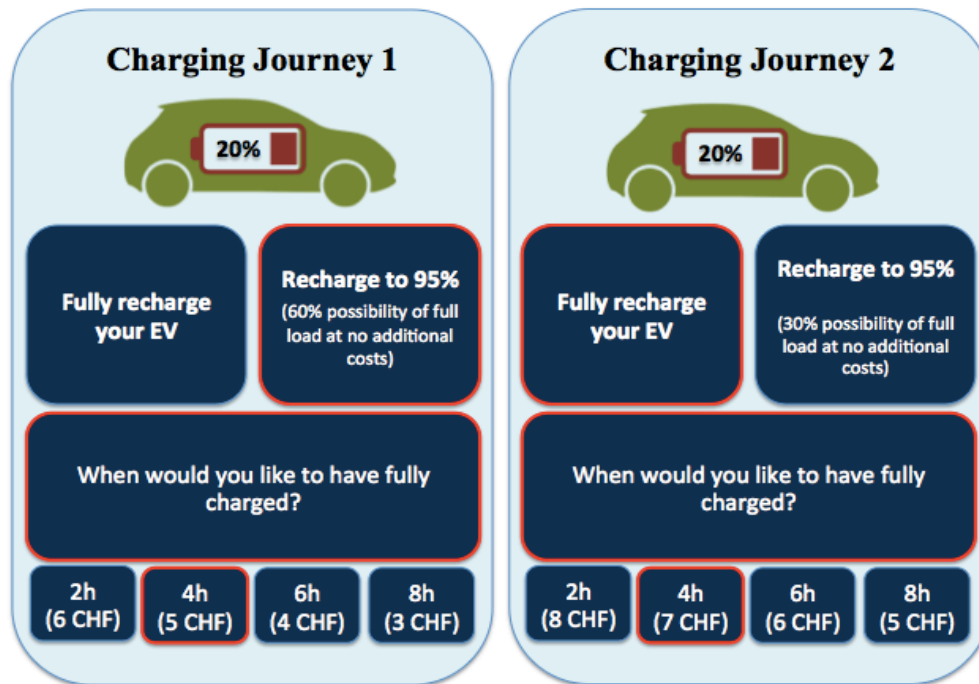 Charging Journey 1
20%
Fully recharge
your EV
Recharge to 95%
(60% possibility of full
load at no additional
costs)
When would you like to have fully
charged?
2h
(6 CHF)
4h
(5 CHF)
6h
(4 CHF)
8h
(3 CHF)
Charging Journey 2
20%
Fully recharge
your EV
Recharge to 95%
(30% possibility of full
load at no additional
costs)
When would you like to have fully
charged?
2h
(8 CHF)
4h
(7 CHF)
6h
(6 CHF)
8h
(5 CHF)